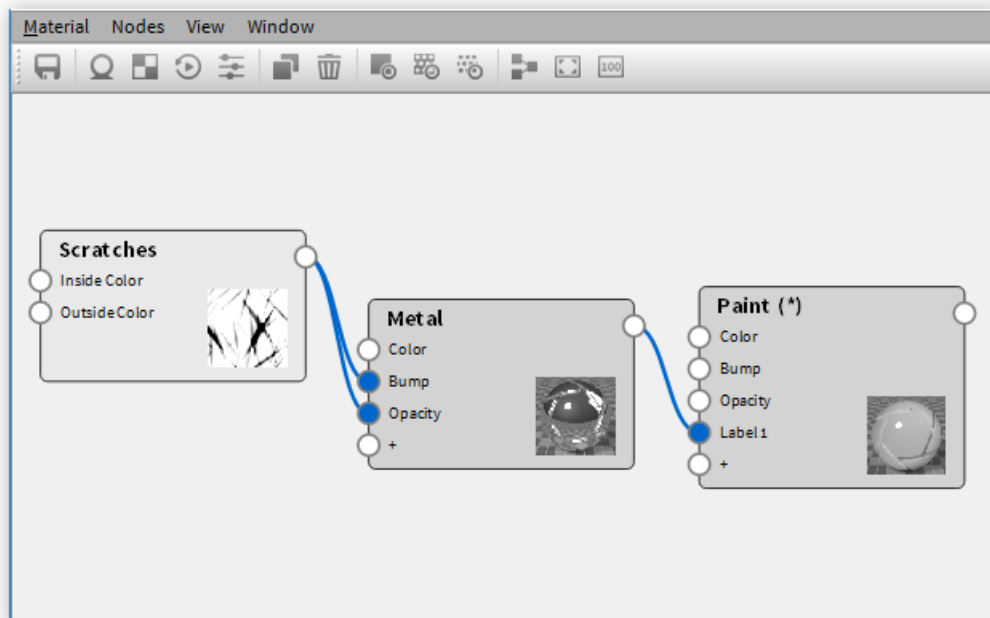 Material Nodes View Window
100
Scratches
Inside Color
Outside Color
Metal
Color
Bump
Opacity
+
Paint (*)
Color
Bump
Opacity
Label 1
+